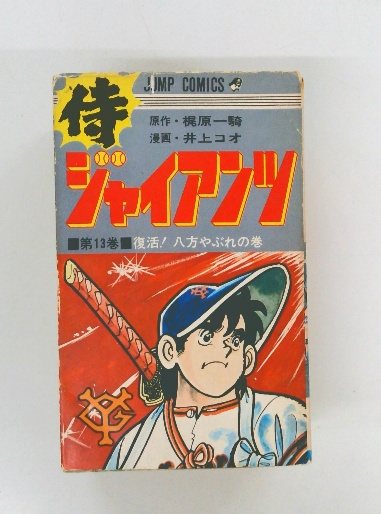 JUMP COMICS
侍
原作・梶原一騎
漫画・井上コオ
ジャイアンツ
■第13巻■復活!八方やぶれの巻
YG